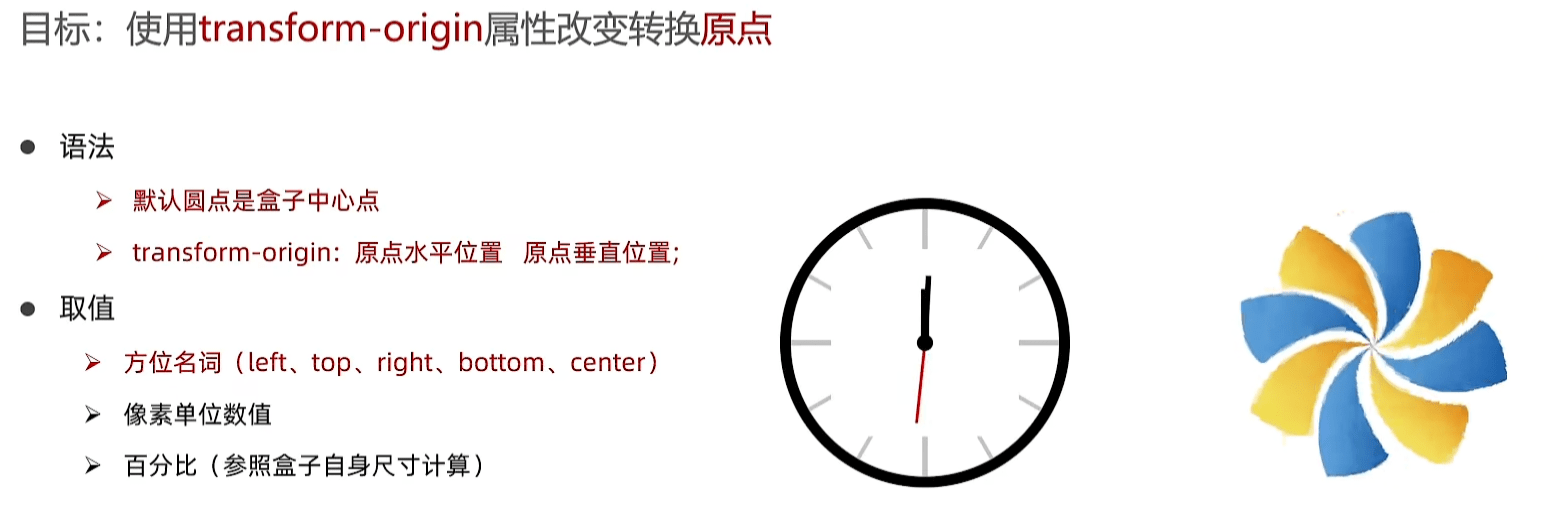 目标：使用transform-origin属性改变转换原点
● 语法
➢ 默认圆点是盒子中心点
➢ transform-origin：原点水平位置 原点垂直位置;
● 取值
➢ 方位名词（left、top、right、bottom、center）
➢ 像素单位数值
➢ 百分比（参照盒子自身尺寸计算）